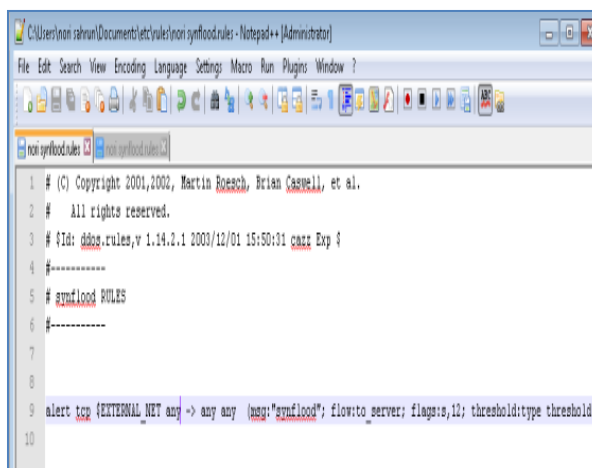 C:\Users\nori sahrun\Documents\etc\rules\nori synflood.rules - Notepad++ [Administrator]
File Edit Search View Encoding Language Settings Macro Run Plugins Window ?
nori synflood.rules nori synflood.rules
1 # (C) Copyright 2001,2002, Martin Roesch, Brian Caswell, et al.
2 # All rights reserved.
3 # $Id: ddos.rules,v 1.14.2.1 2003/12/01 15:50:31 cazz Exp $
4 #-----------
5 # synflood RULES
6 #-----------
7
8
9 alert tcp $EXTERNAL_NET any -> any any (msg:"synflood"; flow:to_server; flags:s,12; threshold:type threshold
10